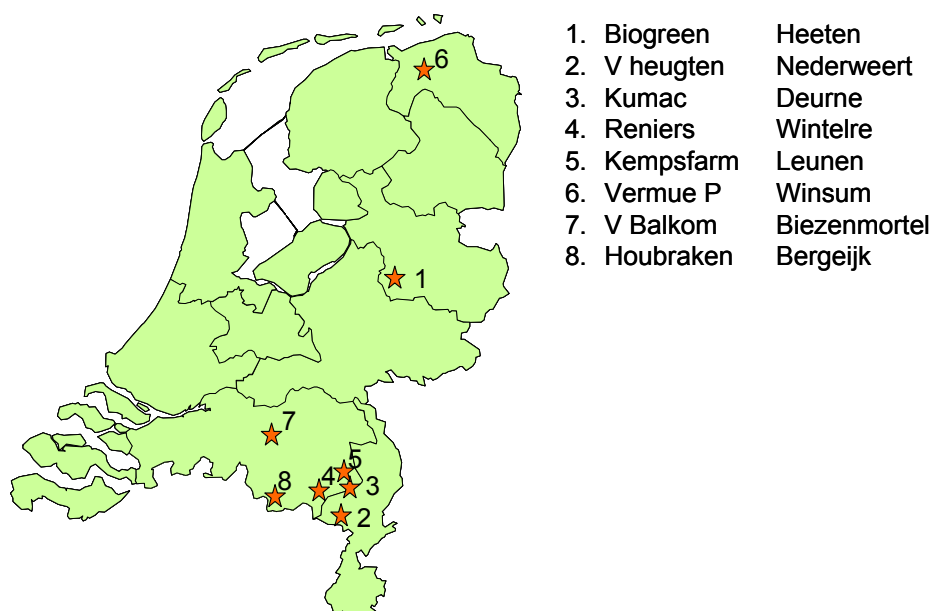 1. Biogreen Heeten
2. V heugten Nederweert
3. Kumac Deurne
4. Reniers Wintelre
5. Kempsfarm Leunen
6. Vermue P Winsum
7. V Balkom Biezenmortel
8. Houbraken Bergeijk
6
1
7
5
4
3
8
2